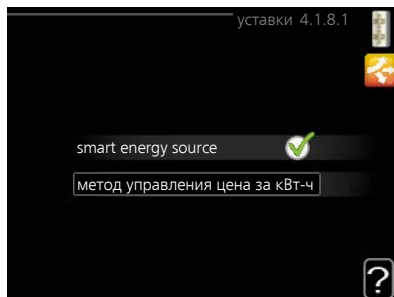 уставки 4.1.8.1
smart energy source
метод управления цена за кВт-ч
?